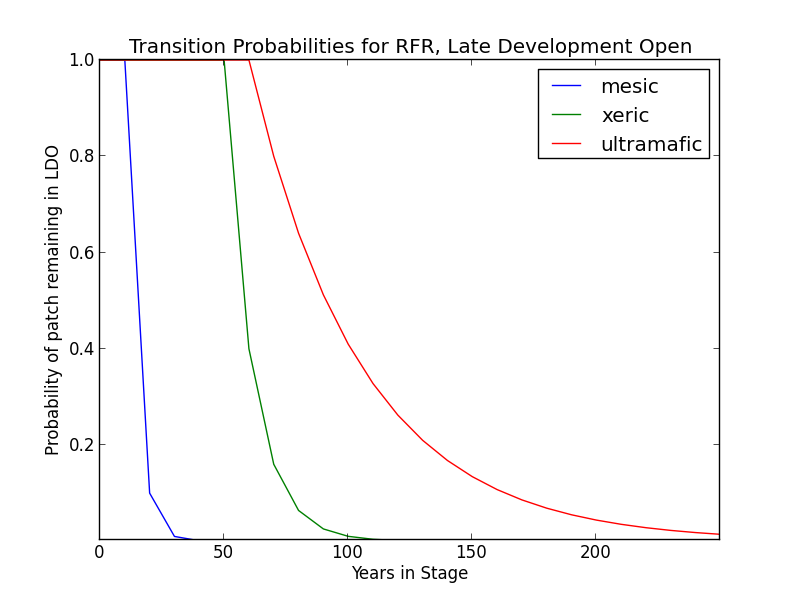 Transition Probabilities for RFR, Late Development Open
mesic
xeric
ultramafic
Probability of patch remaining in LDO
1.0
0.8
0.6
0.4
0.2
0
50
100
150
200
Years in Stage